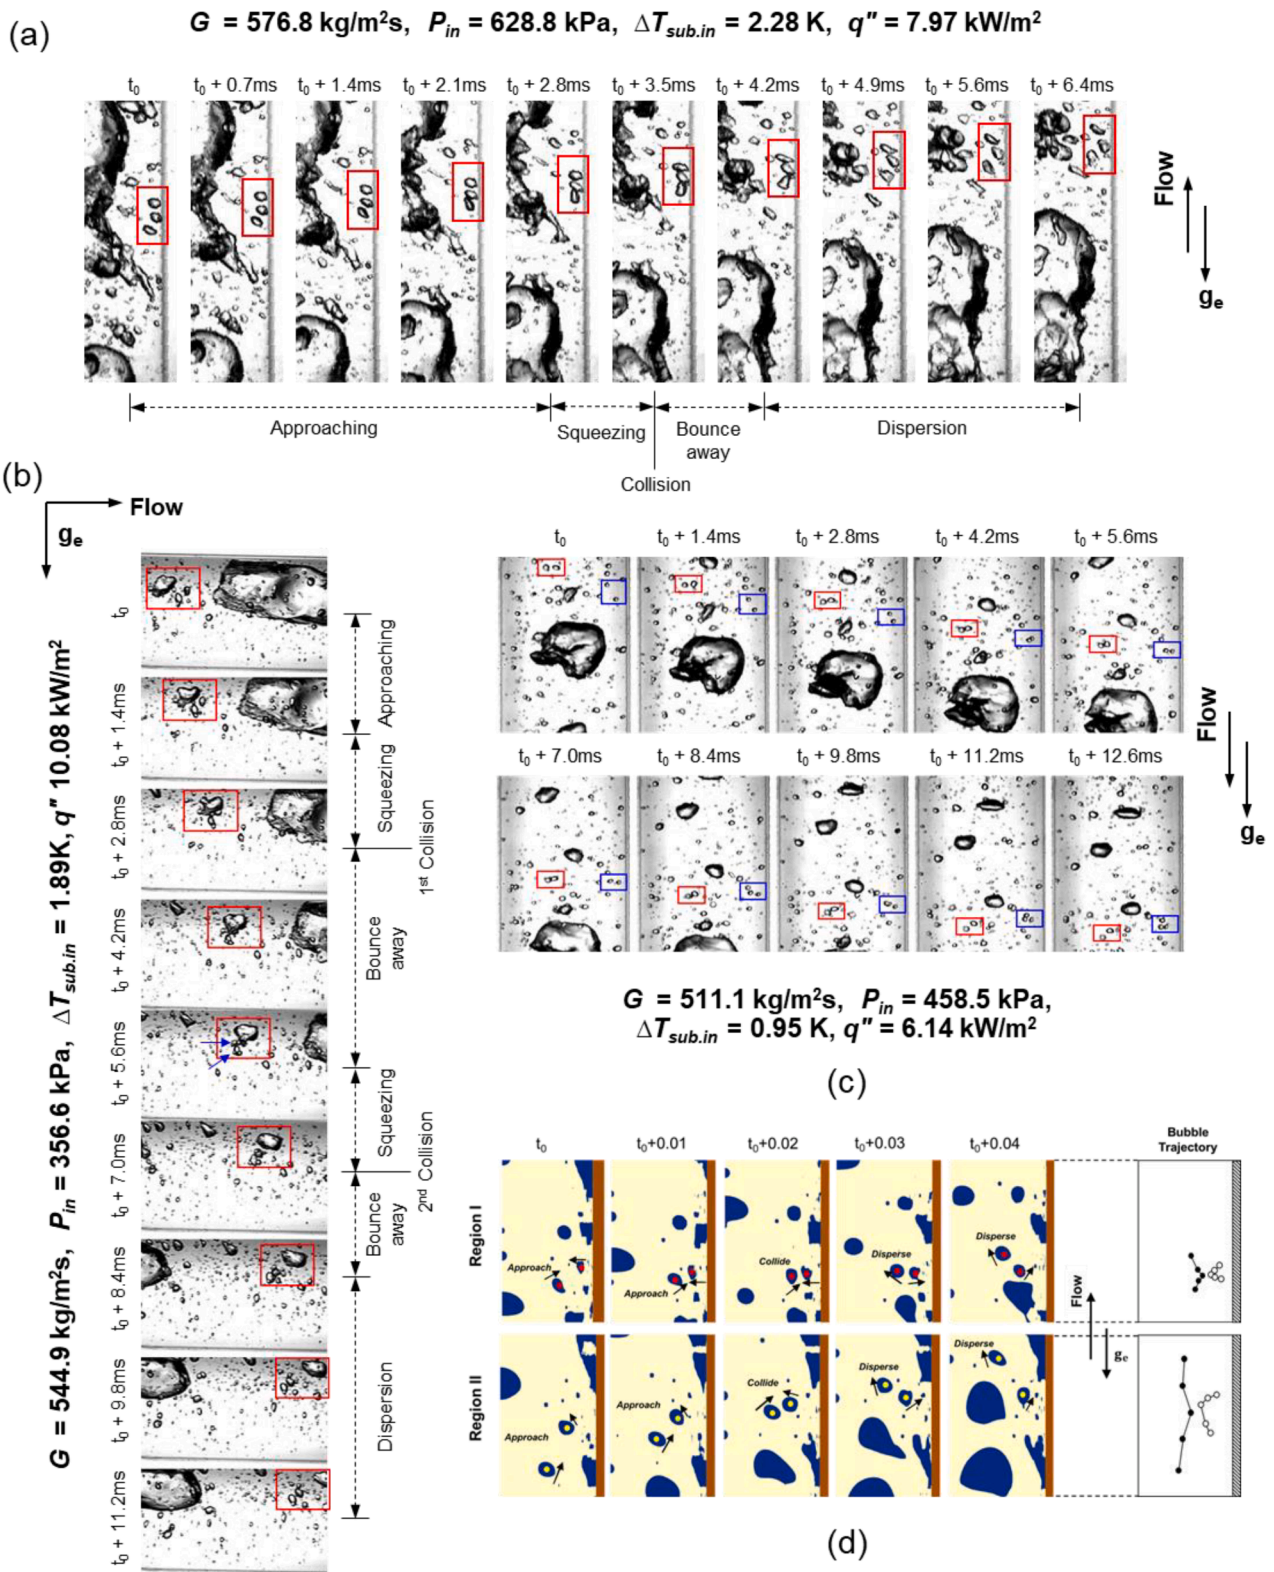 (a)
G = 576.8 kg/m²s, P_in = 628.8 kPa, ΔT_sub.in = 2.28 K, q″ = 7.97 kW/m²
t₀ t₀ + 0.7ms t₀ + 1.4ms t₀ + 2.1ms t₀ + 2.8ms t₀ + 3.5ms t₀ + 4.2ms t₀ + 4.9ms t₀ + 5.6ms t₀ + 6.4ms
Flow
gₑ
Approaching
Squeezing
Bounce
away
Dispersion
Collision
(b)
Flow
gₑ
G = 544.9 kg/m²s, P_in = 356.6 kPa, ΔT_sub.in = 1.89K, q″ 10.08 kW/m²
t₀
t₀ + 1.4ms
t₀ + 2.8ms
t₀ + 4.2ms
t₀ + 5.6ms
t₀ + 7.0ms
t₀ + 8.4ms
t₀ + 9.8ms
t₀ + 11.2ms
Approaching
Squeezing
1st Collision
Bounce
away
Squeezing
2nd Collision
Bounce
away
Dispersion
t₀ t₀ + 1.4ms t₀ + 2.8ms t₀ + 4.2ms t₀ + 5.6ms
t₀ + 7.0ms t₀ + 8.4ms t₀ + 9.8ms t₀ + 11.2ms t₀ + 12.6ms
Flow
gₑ
G = 511.1 kg/m²s, P_in = 458.5 kPa,
ΔT_sub.in = 0.95 K, q″ = 6.14 kW/m²
(c)
t₀ t₀+0.01 t₀+0.02 t₀+0.03 t₀+0.04
Bubble
Trajectory
Region I
Approach
Approach
Collide
Disperse
Disperse
Flow
gₑ
Region II
Approach
Approach
Collide
Disperse
Disperse
(d)